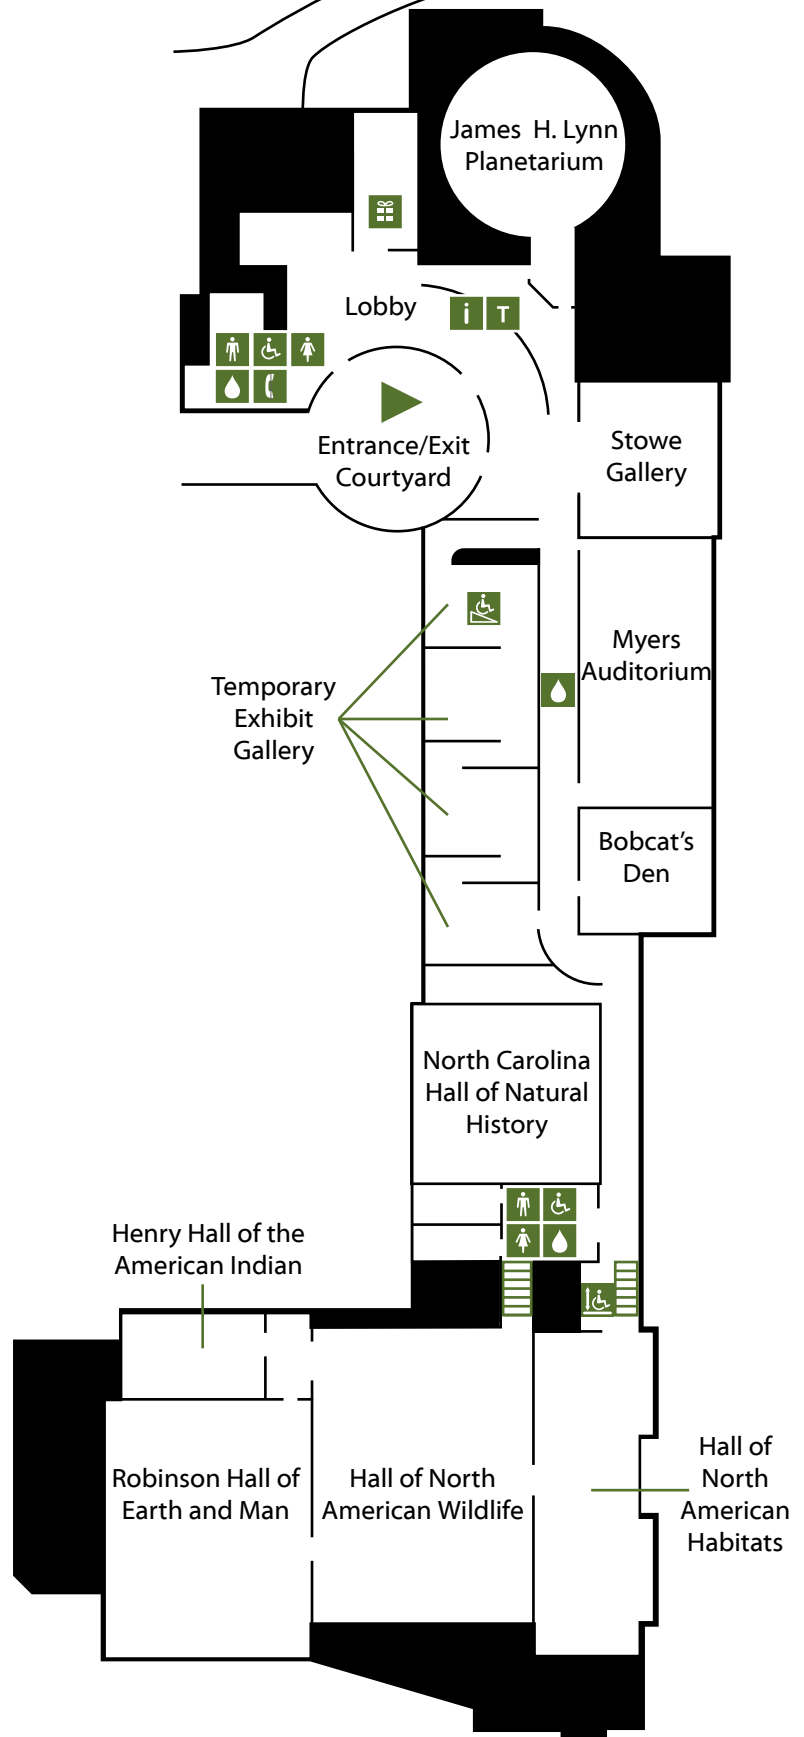 James H. Lynn
Planetarium
Lobby
i
T
Entrance/Exit
Courtyard
Stowe
Gallery
Myers
Auditorium
Temporary
Exhibit
Gallery
Bobcat's
Den
North Carolina
Hall of Natural
History
Henry Hall of the
American Indian
Robinson Hall of
Earth and Man
Hall of North
American Wildlife
Hall of
North
American
Habitats